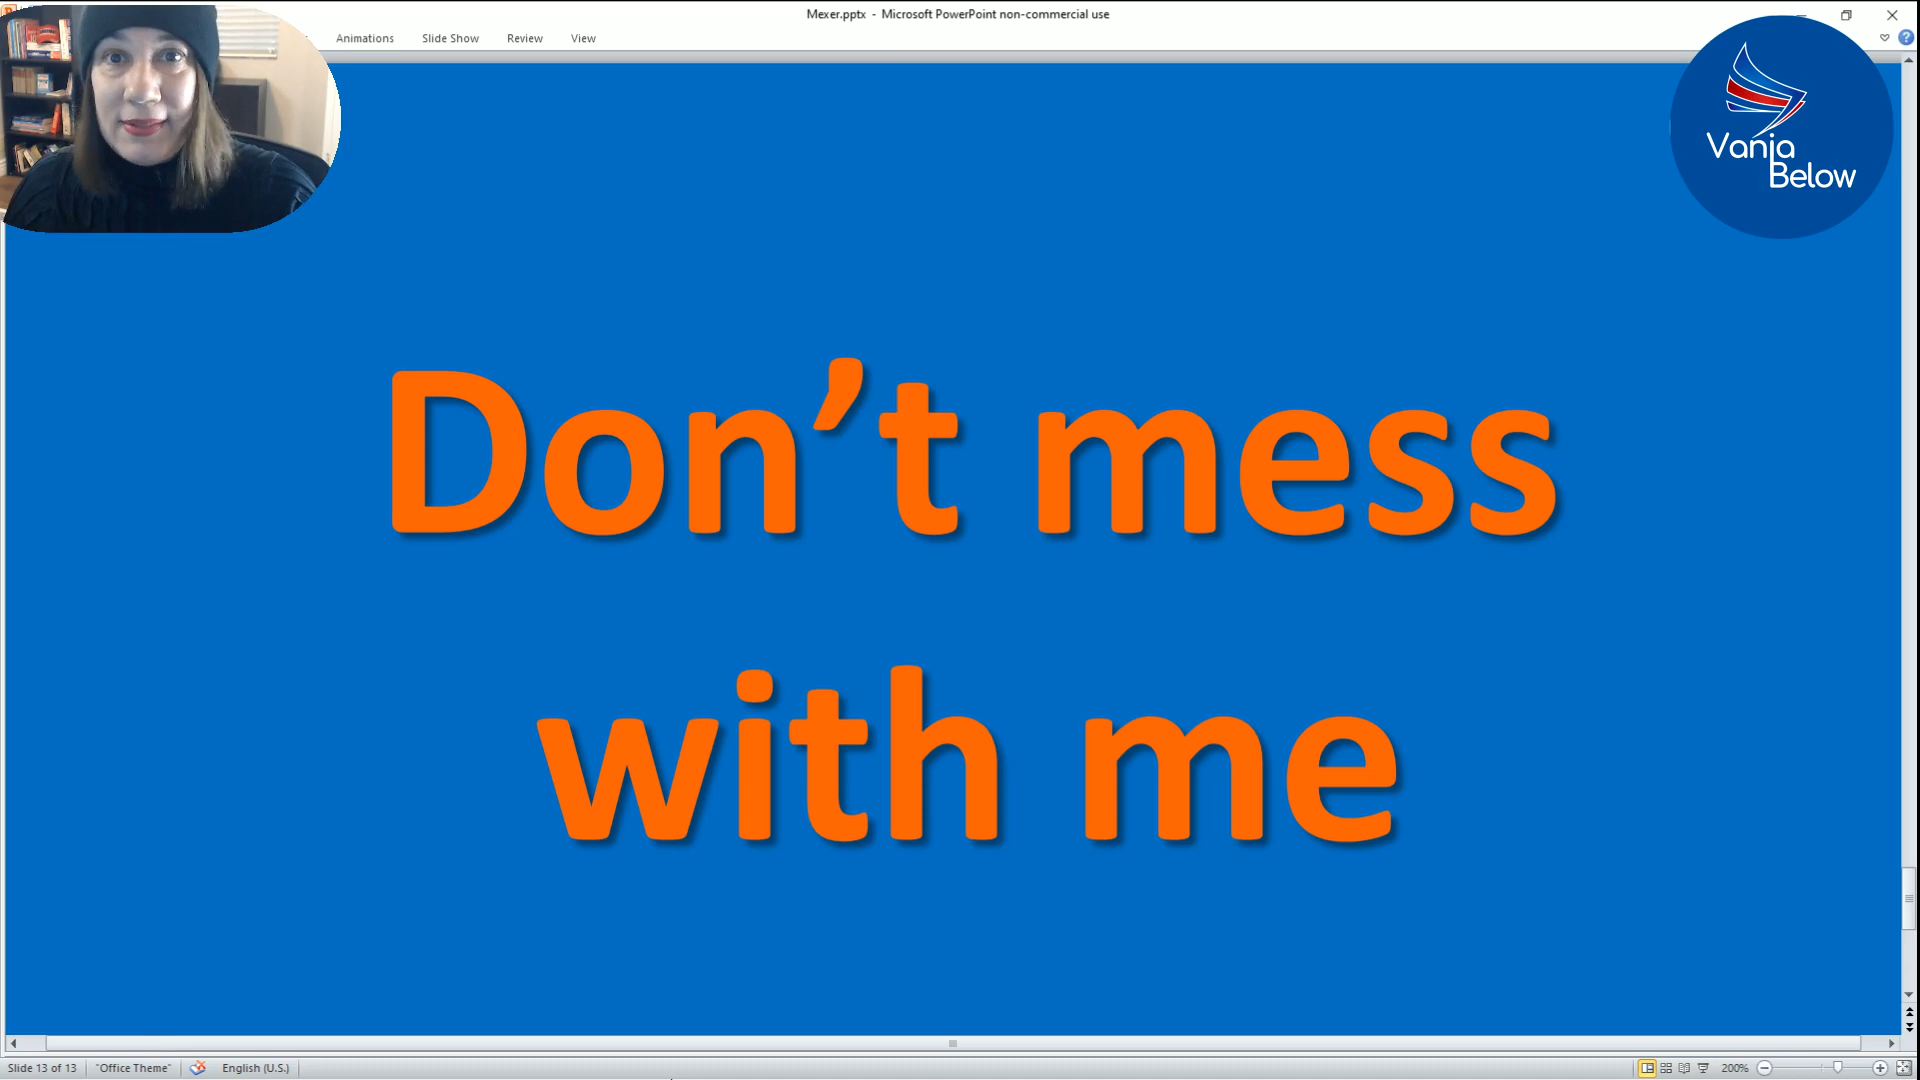 Mexer.pptx - Microsoft PowerPoint non-commercial use
Animations Slide Show Review View
Vanja
Below
Don’t mess
with me
Slide 13 of 13 "Office Theme" English (U.S.) 200%